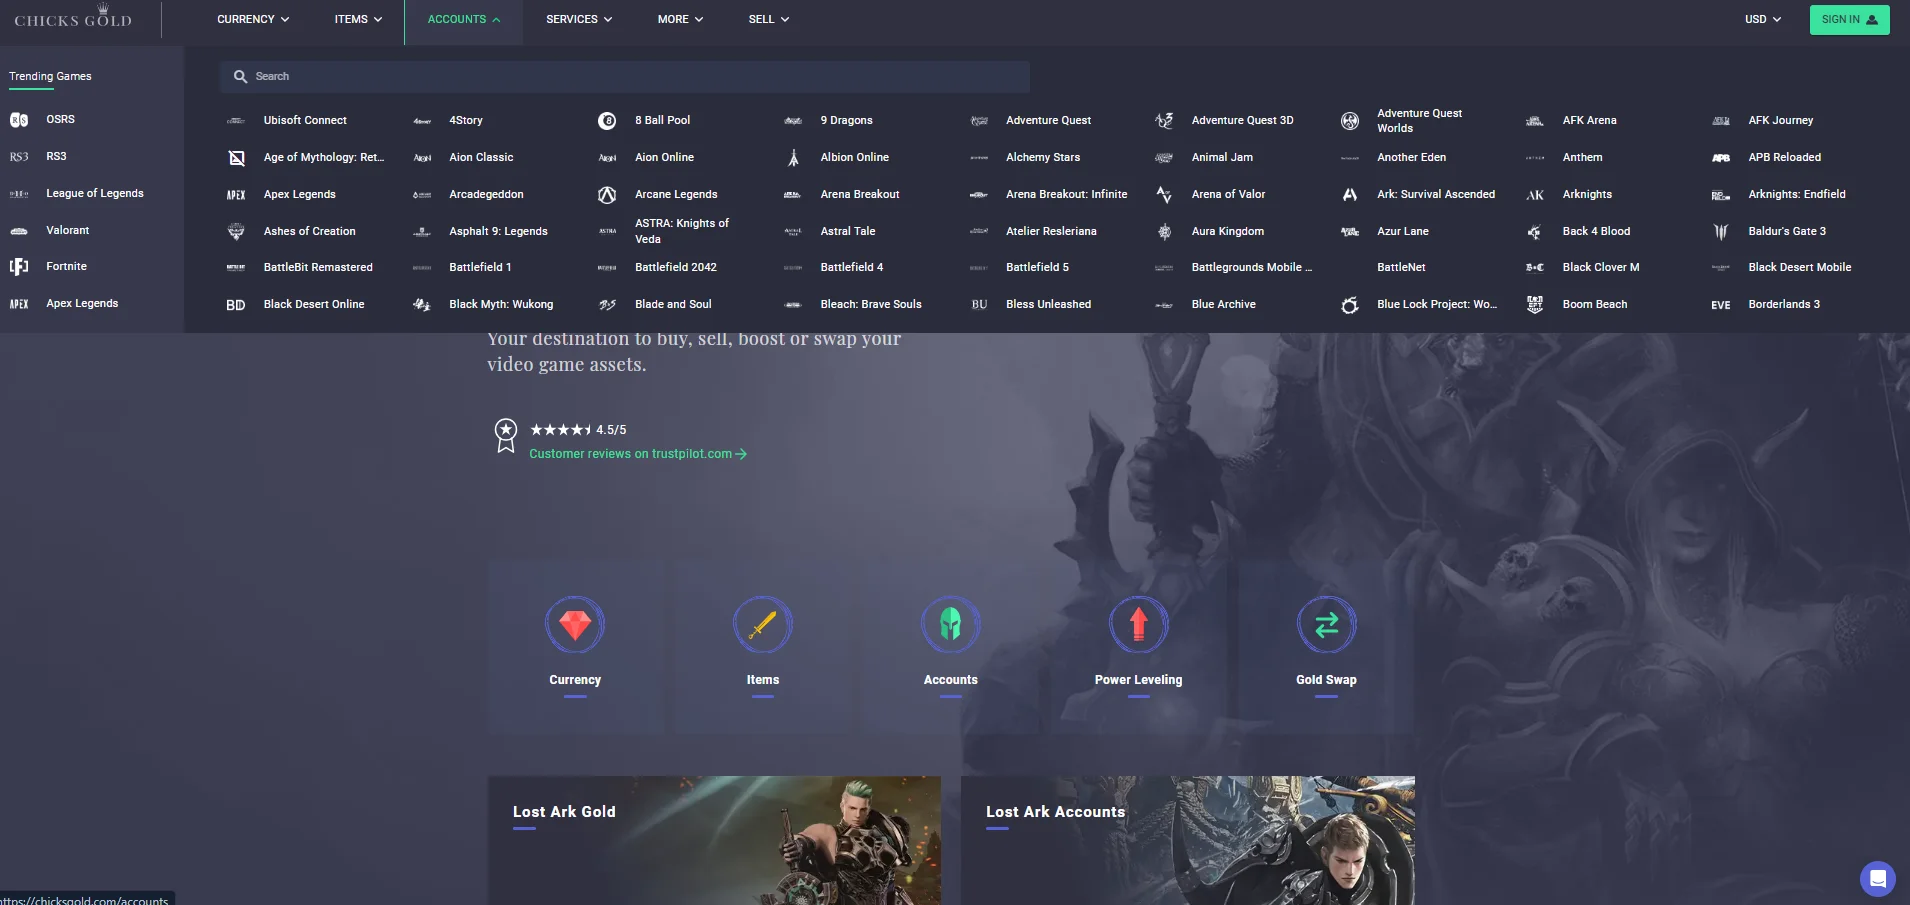 CHICKS GOLD
CURRENCY ITEMS ACCOUNTS SERVICES MORE SELL USD SIGN IN
Trending Games
OSRS
RS3 RS3
League of Legends
Valorant
Fortnite
APEX Apex Legends
Search
Ubisoft Connect 4Story 8 Ball Pool 9 Dragons Adventure Quest Adventure Quest 3D Adventure Quest Worlds AFK Arena AFK Journey
Age of Mythology: Ret... Aion Classic Aion Online Albion Online Alchemy Stars Animal Jam Another Eden Anthem APB APB Reloaded
APEX Apex Legends Arcadegeddon Arcane Legends Arena Breakout Arena Breakout: Infinite Arena of Valor Ark: Survival Ascended AK Arknights Arknights: Endfield
Ashes of Creation Asphalt 9: Legends ASTRA: Knights of Veda Astral Tale Atelier Resleriana Aura Kingdom Azur Lane Back 4 Blood Baldur's Gate 3
BattleBit Remastered Battlefield 1 Battlefield 2042 Battlefield 4 Battlefield 5 Battlegrounds Mobile ... BattleNet Black Clover M Black Desert Mobile
BD Black Desert Online Black Myth: Wukong Blade and Soul Bleach: Brave Souls BU Bless Unleashed Blue Archive Blue Lock Project: Wo... Boom Beach EVE Borderlands 3
Your destination to buy, sell, boost or swap your
video game assets.
4.5/5
Customer reviews on trustpilot.com
Currency Items Accounts Power Leveling Gold Swap
Lost Ark Gold
Lost Ark Accounts
https://chicksgold.com/accounts